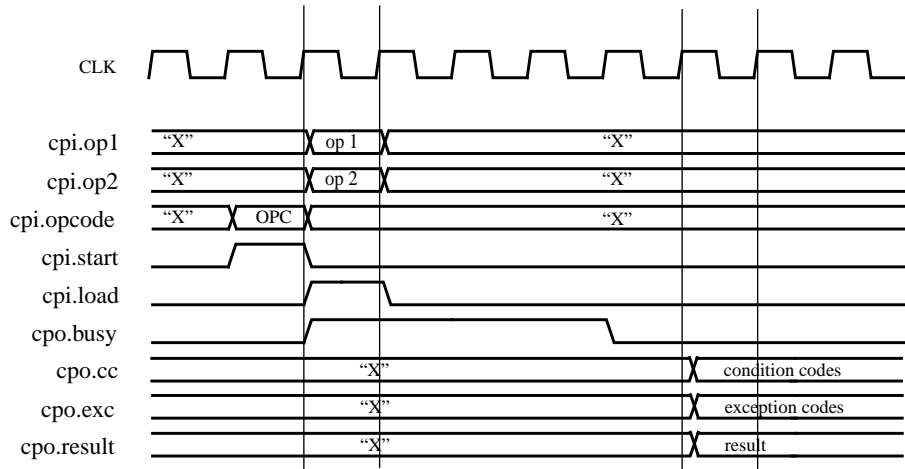 CLK
cpi.op1 “X” op 1 “X”
cpi.op2 “X” op 2 “X”
cpi.opcode “X” OPC “X”
cpi.start
cpi.load
cpo.busy
cpo.cc “X” condition codes
cpo.exc “X” exception codes
cpo.result “X” result